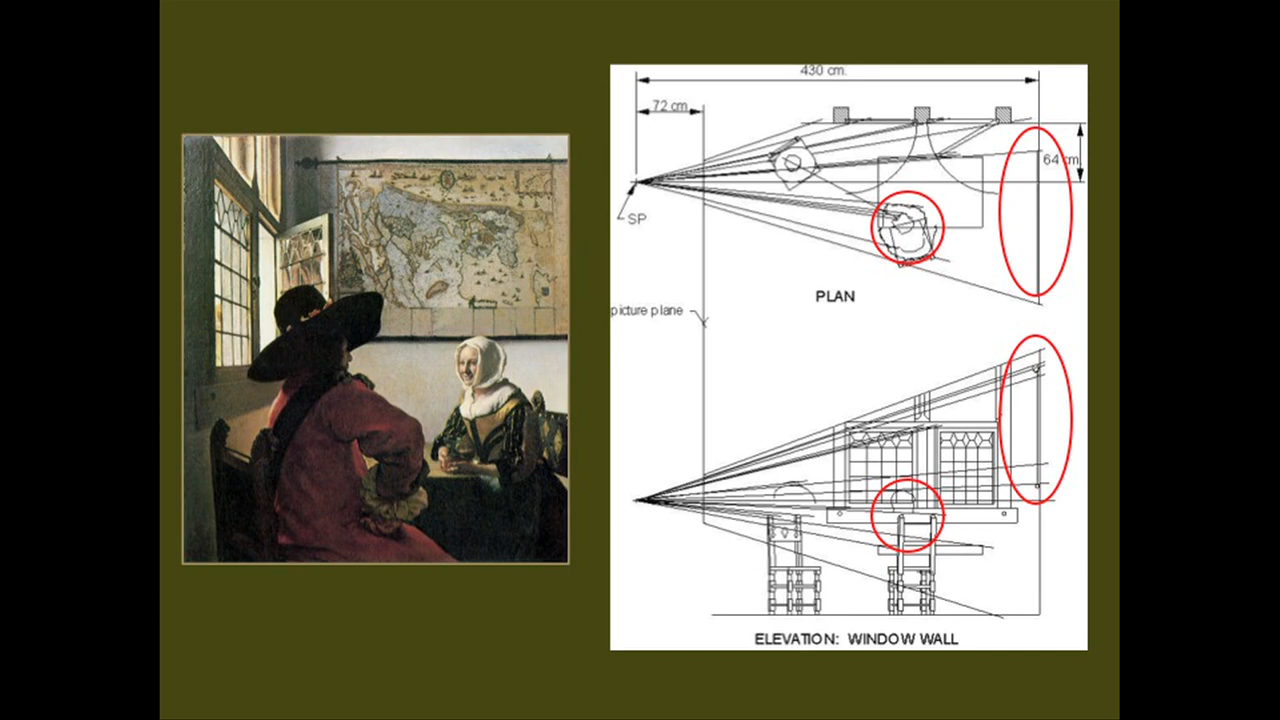 430 cm.
72 cm
64 cm
SP
PLAN
picture plane
ELEVATION: WINDOW WALL